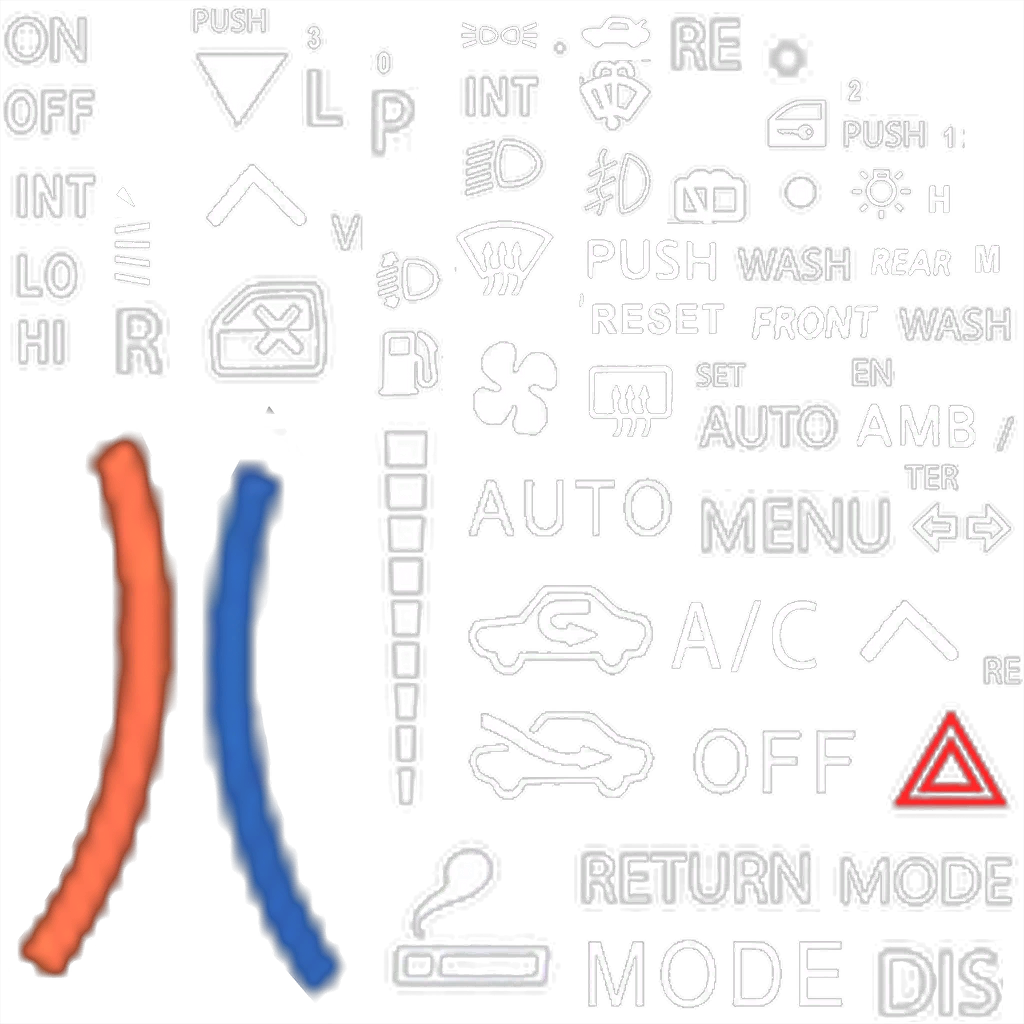 ON
OFF
INT
LO
HI
R
PUSH
3
L
0
P
V
INT
RE
2
PUSH 1:
H
PUSH WASH REAR M
RESET FRONT WASH
SET EN
AUTO AMB /
TER
AUTO MENU
A/C
RE
OFF
RETURN MODE
MODE DIS